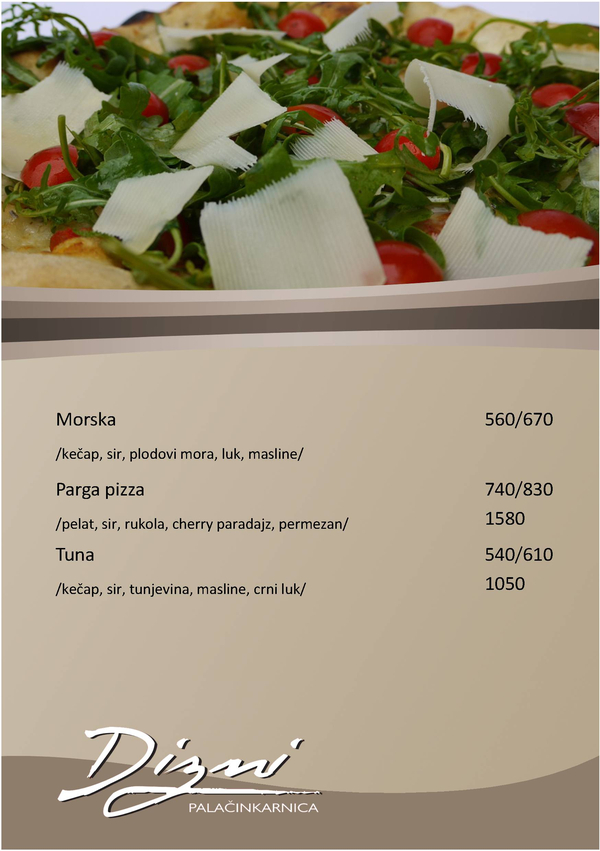 Morska 560/670
/kečap, sir, plodovi mora, luk, masline/
Parga pizza 740/830
/pelat, sir, rukola, cherry paradajz, permezan/ 1580
Tuna 540/610
/kečap, sir, tunjevina, masline, crni luk/ 1050
Dizni
PALAČINKARNICA